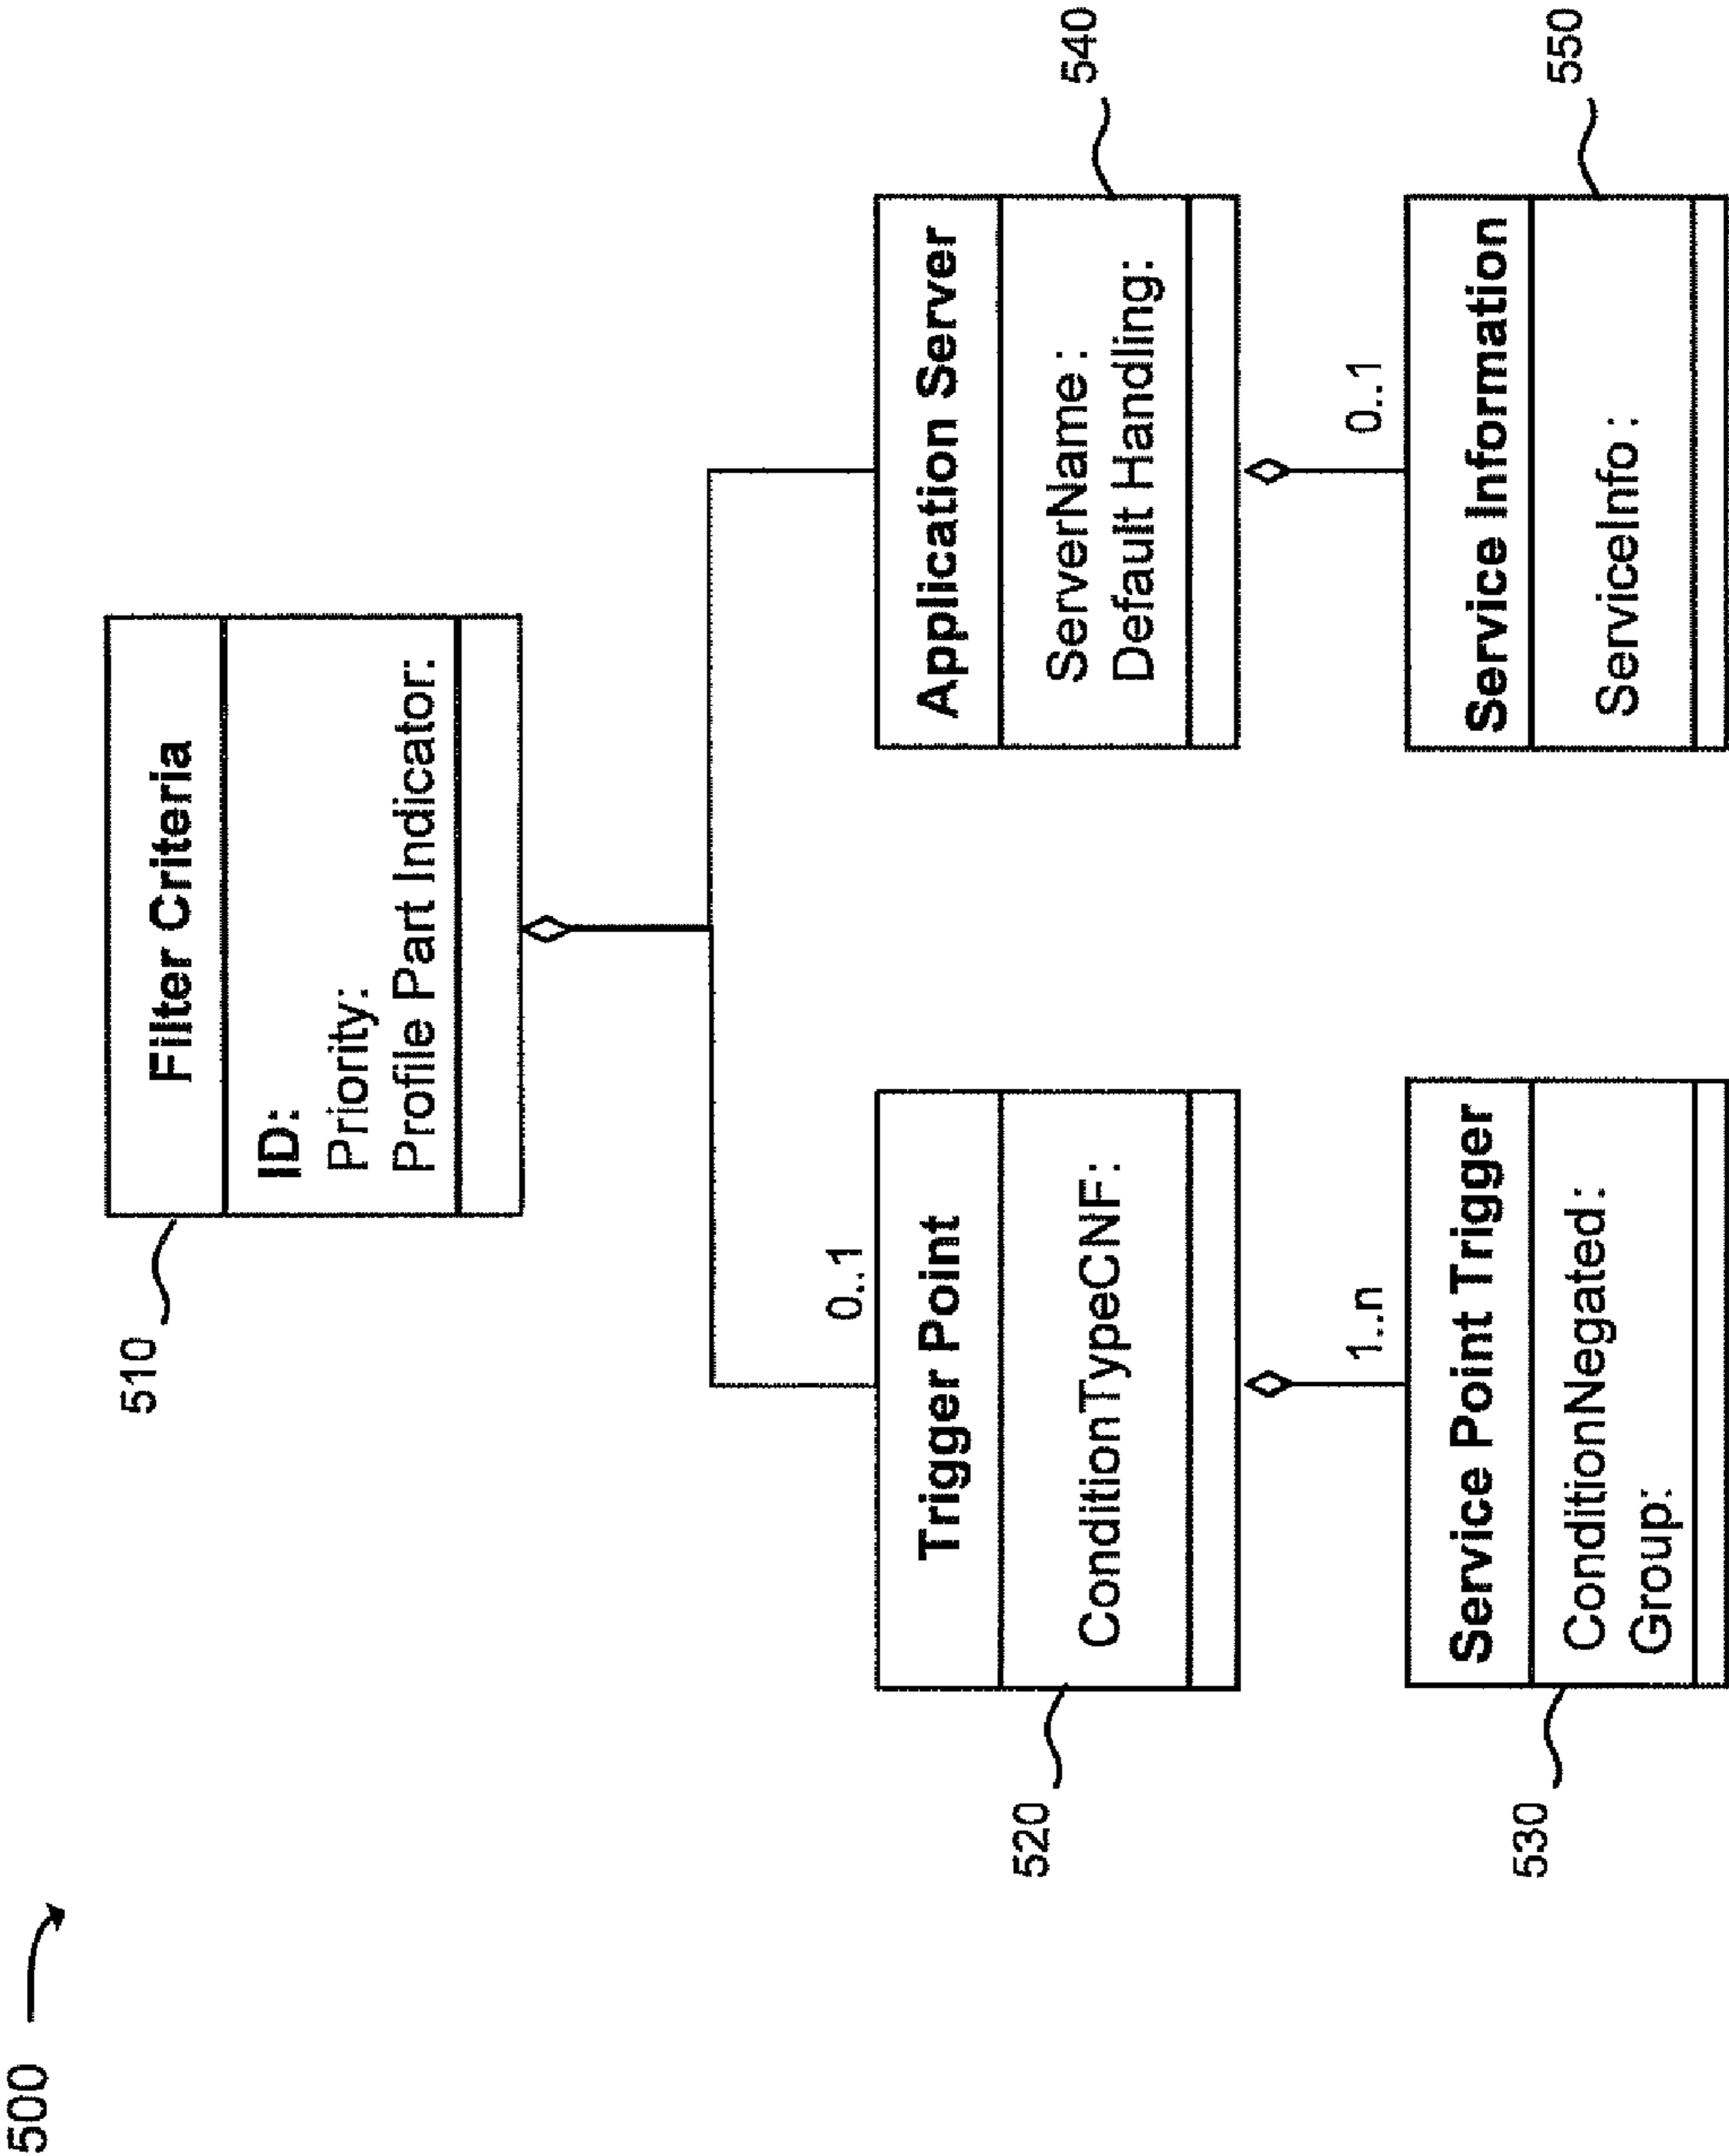 500
510
Filter Criteria
ID:
Priority:
Profile Part Indicator:
0..1
520
Trigger Point
ConditionTypeCNF:
540
Application Server
ServerName:
Default Handling:
1..n
0..1
530
Service Point Trigger
ConditionNegated:
Group:
550
Service Information
ServiceInfo: